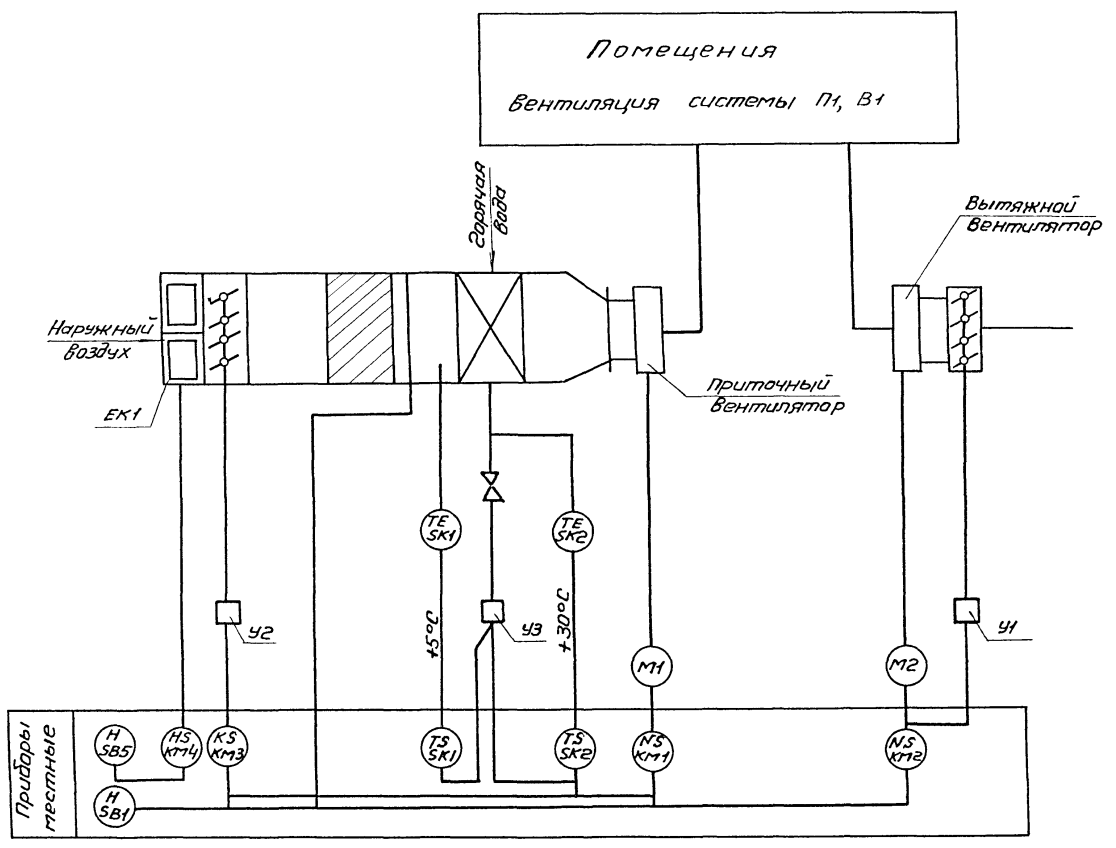 Помещения
вентиляция системы П1, В1
Горячая
вода
Вытяжной
вентилятор
Наружный
воздух
Приточный
вентилятор
ЕК1
TE
SK1
TE
SK2
У2
+5°C
У3
+30°C
У1
М1
М2
Приборы
местные
H
SB5
HS
KM4
KS
KM3
TS
SK1
TS
SK2
NS
KM1
NS
KM2
H
SB1